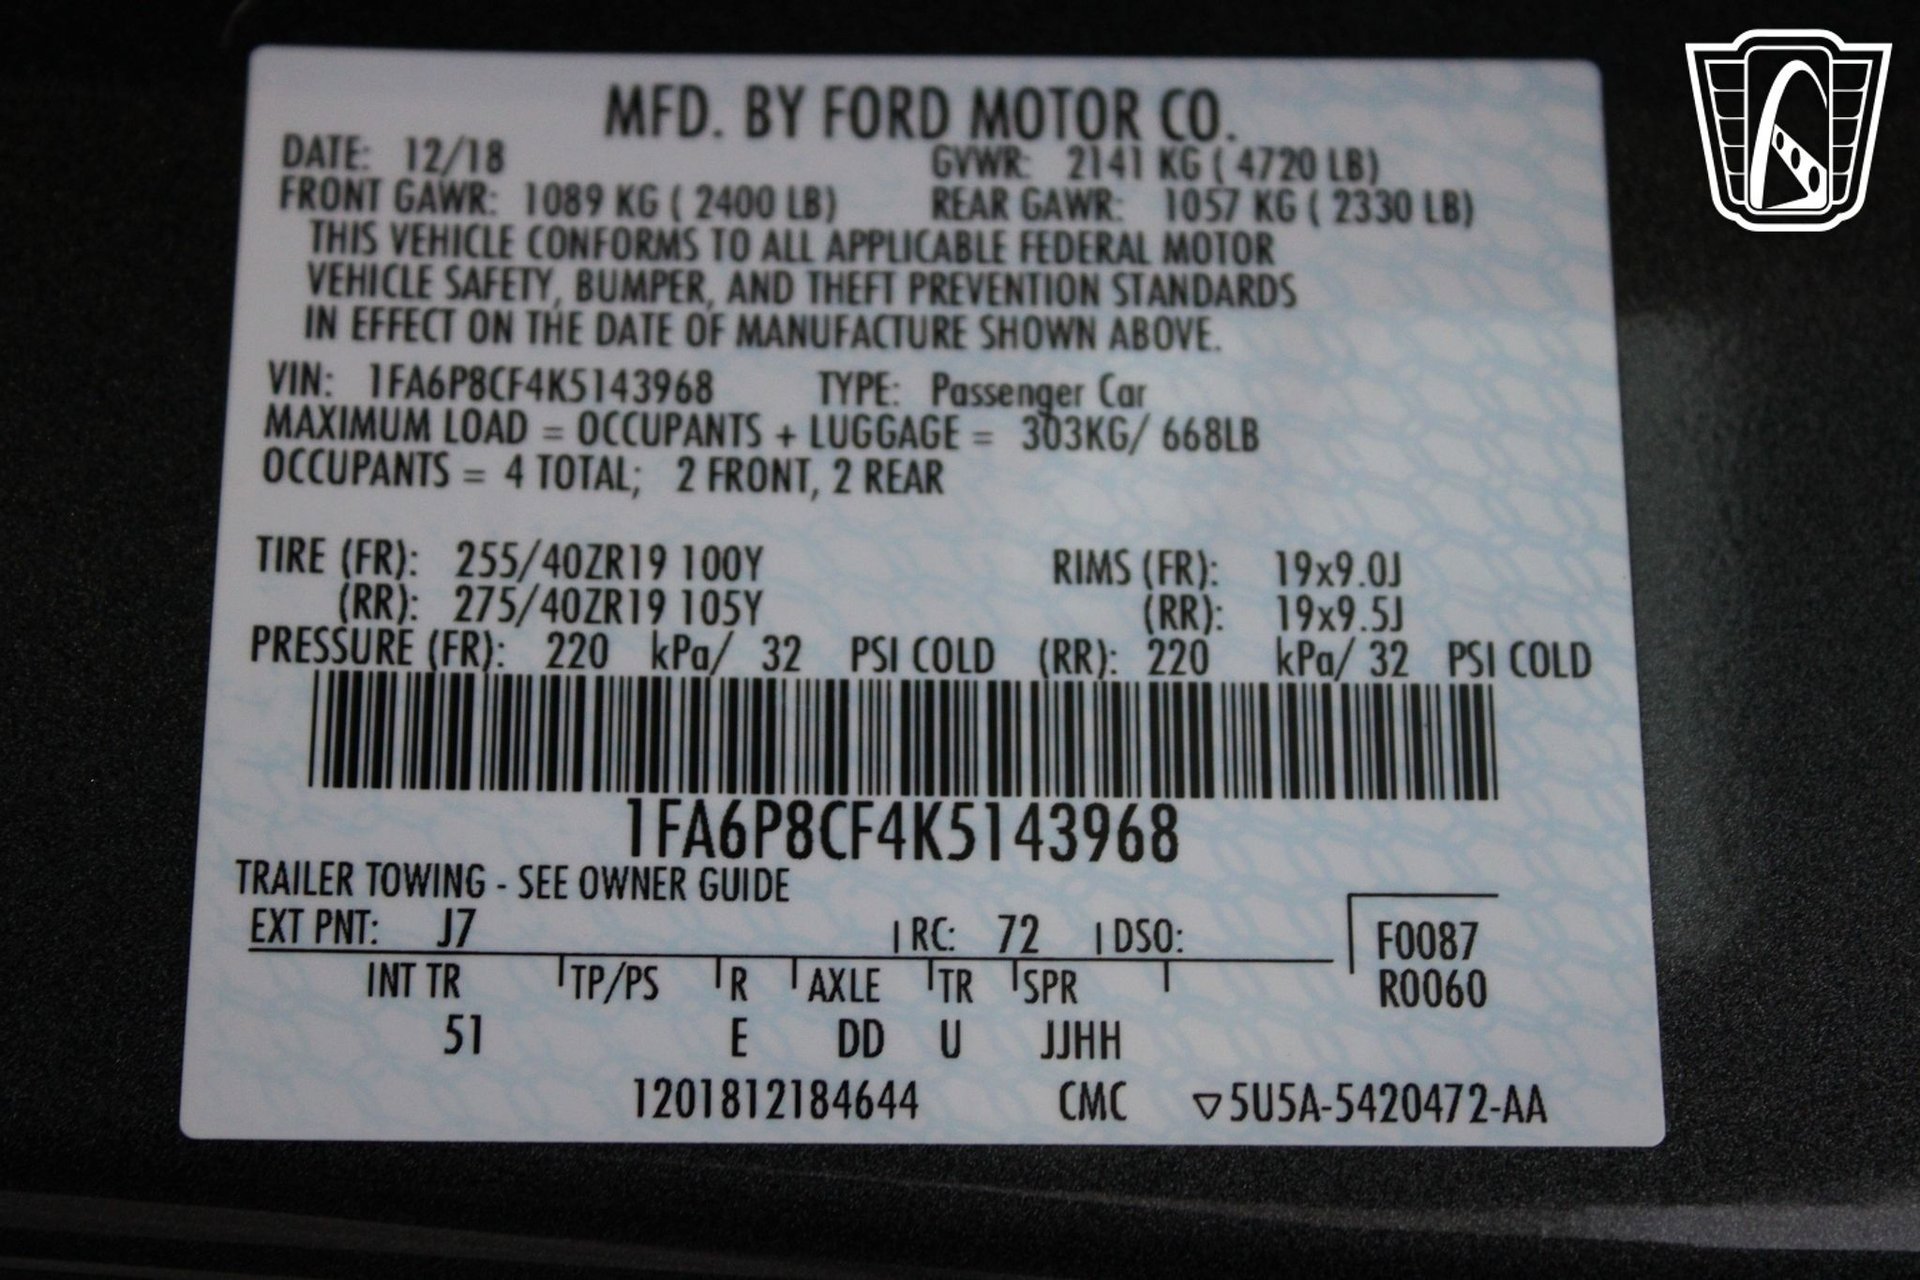 MFD. BY FORD MOTOR CO.
DATE: 12/18 GVWR: 2141 KG ( 4720 LB)
FRONT GAWR: 1089 KG ( 2400 LB) REAR GAWR: 1057 KG ( 2330 LB)
THIS VEHICLE CONFORMS TO ALL APPLICABLE FEDERAL MOTOR
VEHICLE SAFETY, BUMPER, AND THEFT PREVENTION STANDARDS
IN EFFECT ON THE DATE OF MANUFACTURE SHOWN ABOVE.
VIN: 1FA6P8CF4K5143968 TYPE: Passenger Car
MAXIMUM LOAD = OCCUPANTS + LUGGAGE = 303KG/ 668LB
OCCUPANTS = 4 TOTAL; 2 FRONT, 2 REAR
TIRE (FR): 255/40ZR19 100Y RIMS (FR): 19x9.0J
(RR): 275/40ZR19 105Y (RR): 19x9.5J
PRESSURE (FR): 220 kPa/ 32 PSI COLD (RR): 220 kPa/ 32 PSI COLD
1FA6P8CF4K5143968
TRAILER TOWING - SEE OWNER GUIDE
EXT PNT: J7 RC: 72 DSO: F0087
INT TR TP/PS R AXLE TR SPR R0060
51 E DD U JJHH
1201812184644 CMC ▽5U5A-5420472-AA